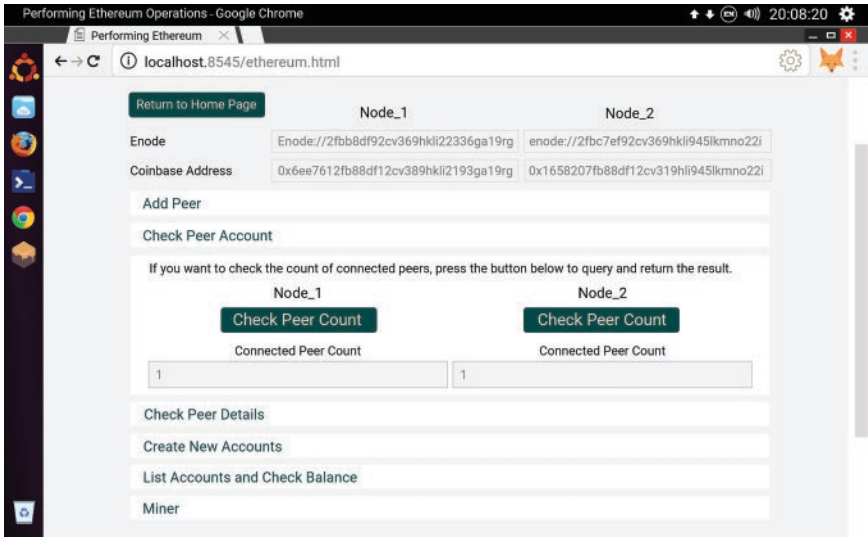 Performing Ethereum Operations - Google Chrome
EN
20:08:20
Performing Ethereum
localhost.8545/ethereum.html
Return to Home Page
Node_1
Node_2
Enode
Enode://2fbb8df92cv369hkli22336ga19rg
enode://2fbc7ef92cv369hkli945lkmno22i
Coinbase Address
0x6ee7612fb88df12cv389hkli2193ga19rg
0x1658207fb88df12cv319hli945lkmno22i
Add Peer
Check Peer Account
If you want to check the count of connected peers, press the button below to query and return the result.
Node_1
Node_2
Check Peer Count
Check Peer Count
Connected Peer Count
Connected Peer Count
1
1
Check Peer Details
Create New Accounts
List Accounts and Check Balance
Miner